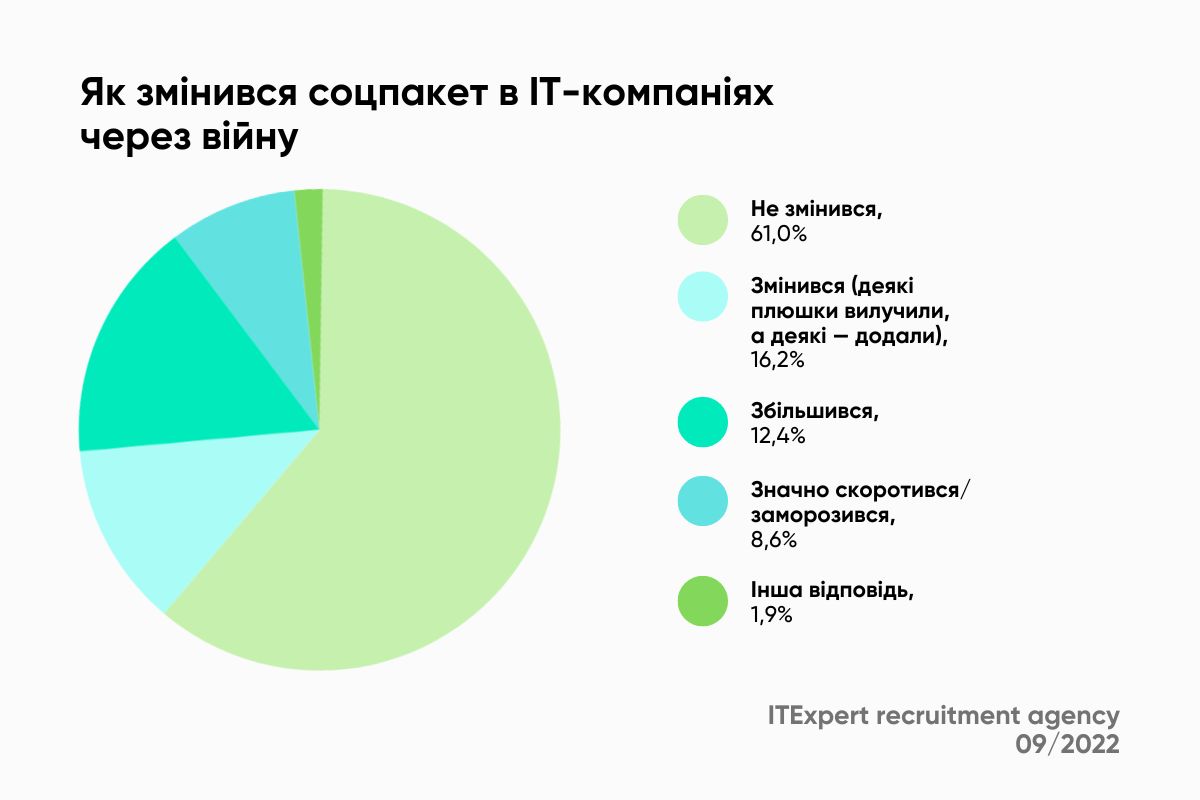 Як змінився соцпакет в ІТ-компаніях
через війну
Не змінився,
61,0%
Змінився (деякі
плюшки вилучили,
а деякі — додали),
16,2%
Збільшився,
12,4%
Значно скоротився/
заморозився,
8,6%
Інша відповідь,
1,9%
ITExpert recruitment agency
09/2022